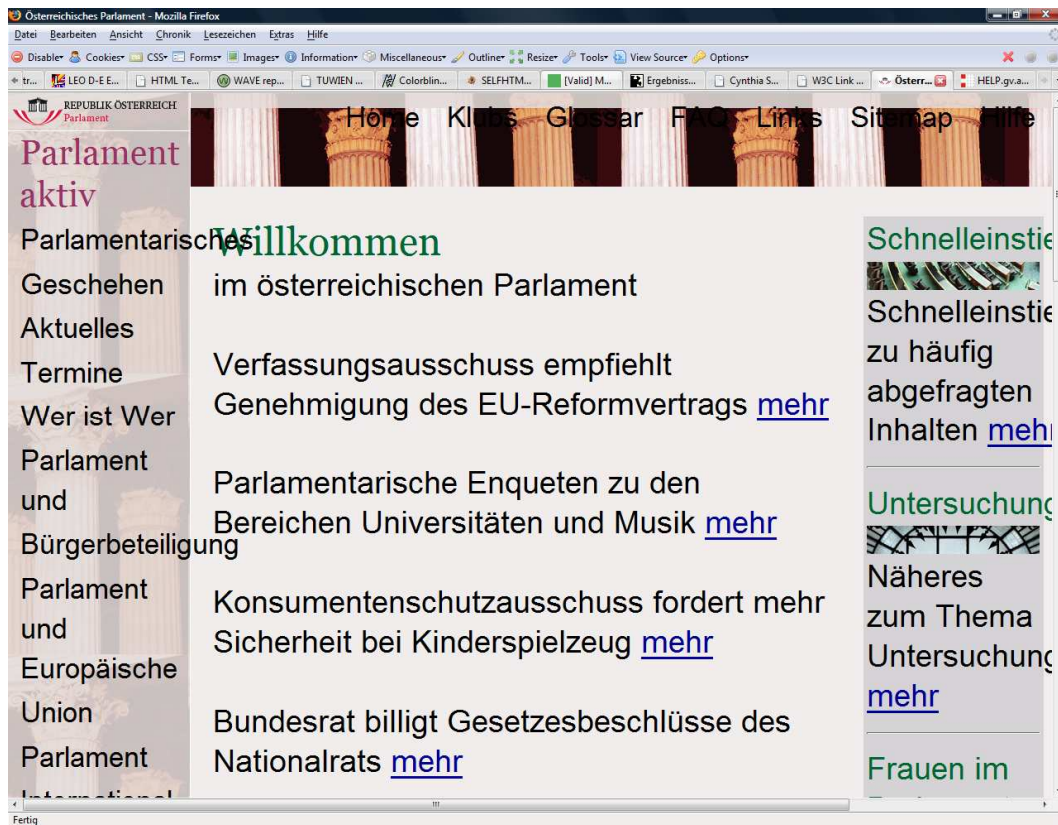 Österreichisches Parlament - Mozilla Firefox
Datei Bearbeiten Ansicht Chronik Lesezeichen Extras Hilfe
Disable Cookies CSS Forms Images Information Miscellaneous Outline Resize Tools View Source Options
tr... LEO D-E E... HTML Te... WAVE rep... TUWIEN ... Colorblin... SELFHTM... [Valid] M... Ergebniss... Cynthia S... W3C Link ... Österr... HELP.gv.a...
REPUBLIK ÖSTERREICH
Parlament
Home Klubs Glossar FAQ Links Sitemap Hilfe
Parlament
aktiv
Parlamentarisches
Geschehen
Aktuelles
Termine
Wer ist Wer
Parlament
und
Bürgerbeteiligung
Parlament
und
Europäische
Union
Parlament
International
Willkommen
im österreichischen Parlament
Verfassungsausschuss empfiehlt
Genehmigung des EU-Reformvertrags mehr
Parlamentarische Enqueten zu den
Bereichen Universitäten und Musik mehr
Konsumentenschutzausschuss fordert mehr
Sicherheit bei Kinderspielzeug mehr
Bundesrat billigt Gesetzesbeschlüsse des
Nationalrats mehr
Schnelleinstie
Schnelleinstie
zu häufig
abgefragten
Inhalten mehr
Untersuchung
Näheres
zum Thema
Untersuchung
mehr
Frauen im
Fertig